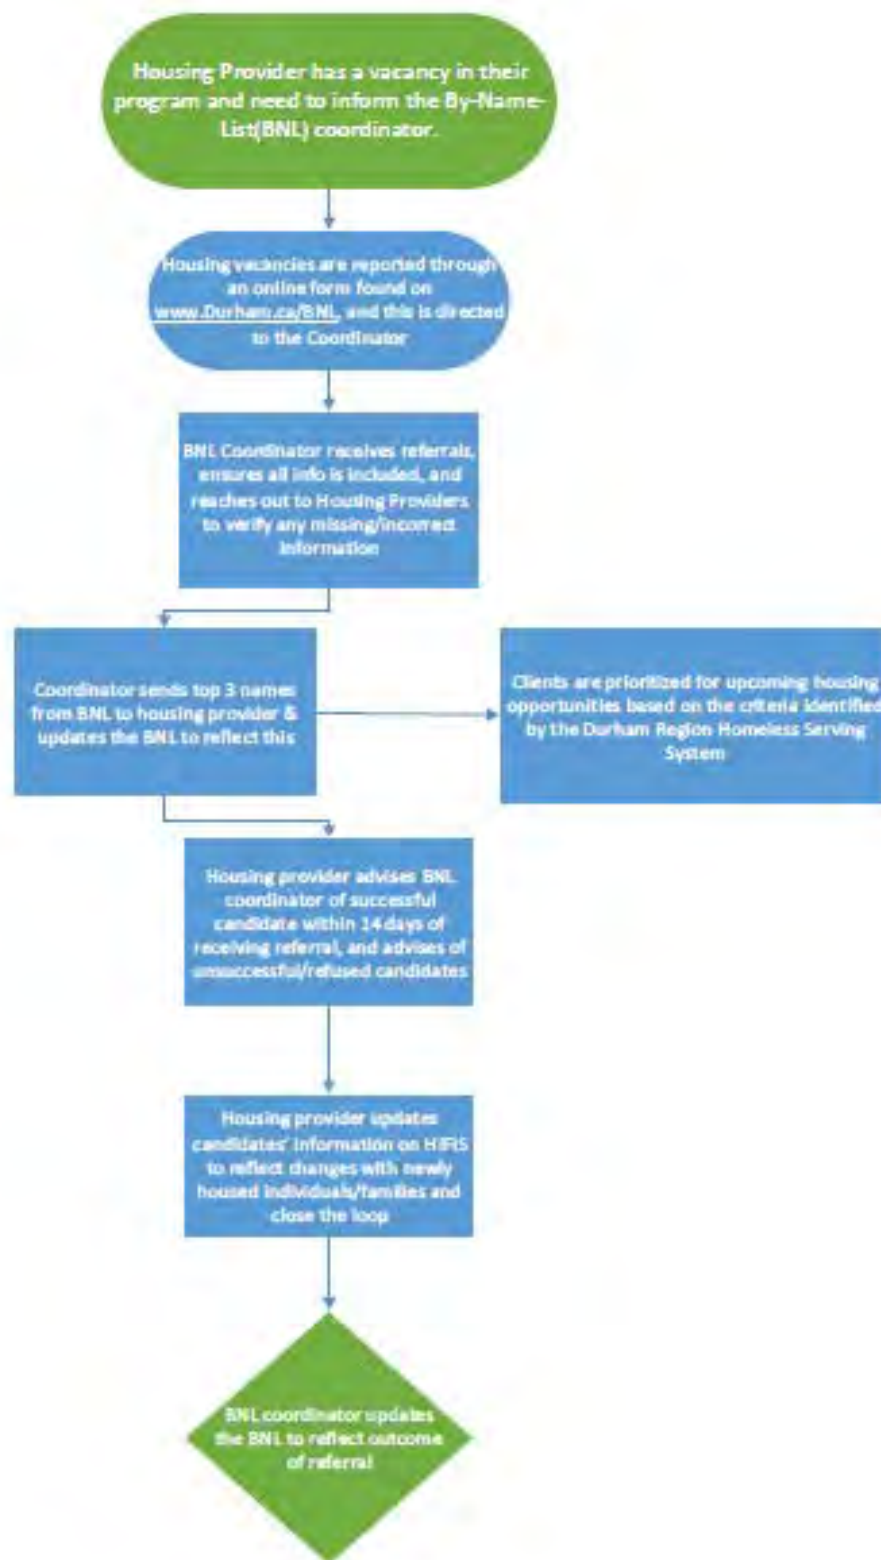 Housing Provider has a vacancy in their
program and need to inform the By-Name-
List(BNL) coordinator.
Housing vacancies are reported through
an online form found on
www.Durham.ca/BNL, and this is directed
to the Coordinator
BNL Coordinator receives referrals,
ensures all info is included, and
reaches out to Housing Providers
to verify any missing/incorrect
information
Coordinator sends top 3 names
from BNL to housing provider &
updates the BNL to reflect this
Clients are prioritized for upcoming housing
opportunities based on the criteria identified
by the Durham Region Homeless Serving
System
Housing provider advises BNL
coordinator of successful
candidate within 14 days of
receiving referral, and advises of
unsuccessful/refused candidates
Housing provider updates
candidates' information on HIFIS
to reflect changes with newly
housed individuals/families and
close the loop
BNL coordinator updates
the BNL to reflect outcome
of referral